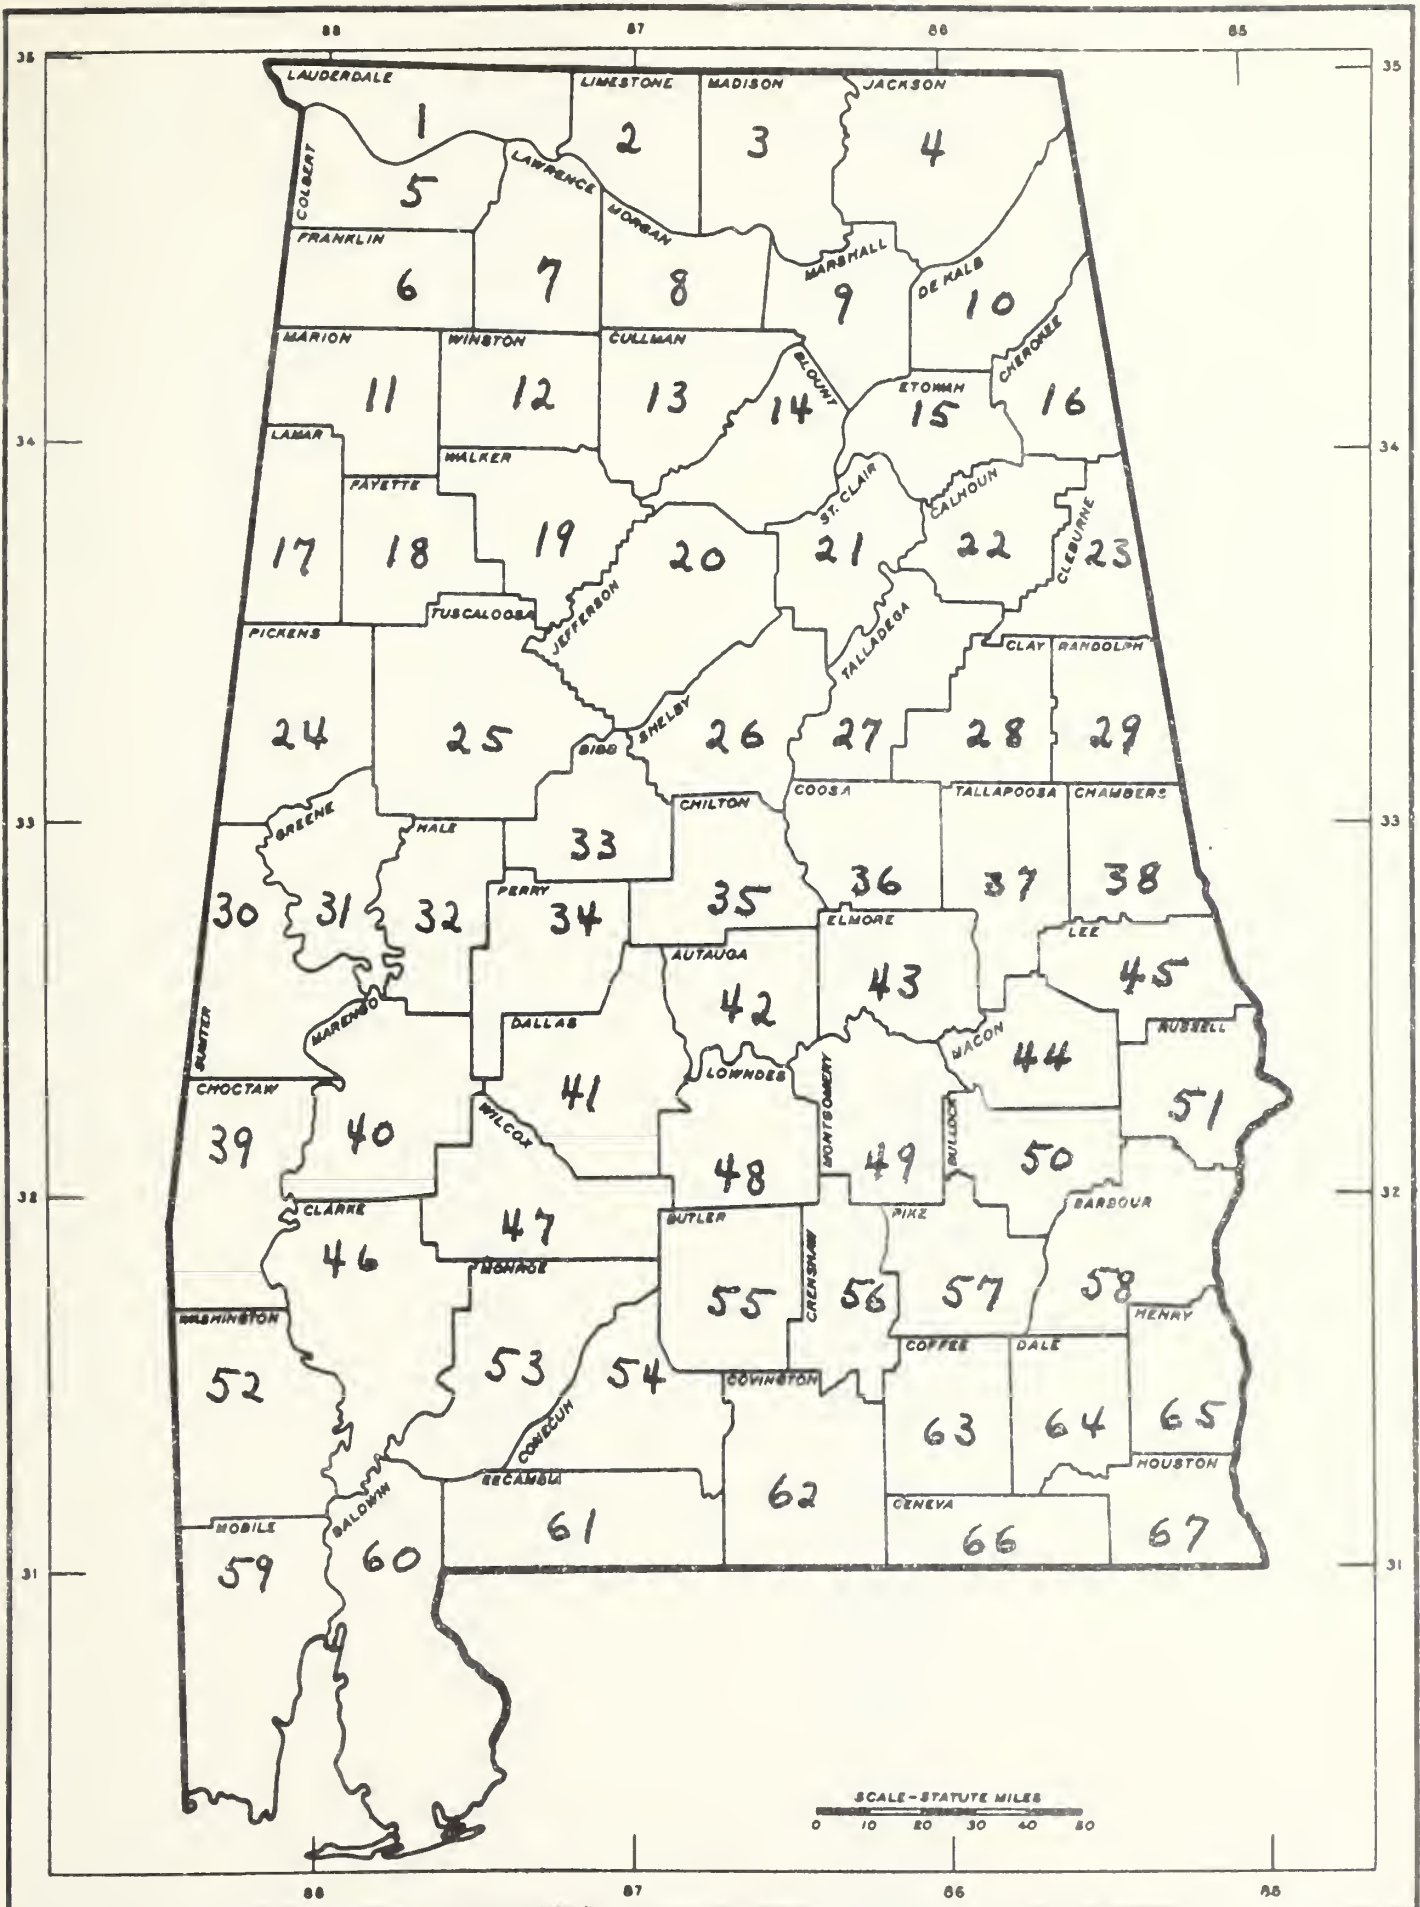 88 87 86 85
35 35
LAUDERDALE LIMESTONE MADISON JACKSON
1 2 3 4
COLBERT 5 LAWRENCE MORGAN
FRANKLIN MARSHALL DE KALB
6 7 8 9 10
MARION WINSTON CULLMAN BLOUNT ETOWAH CHEROKEE
11 12 13 14 15 16
34 34
LAMAR WALKER
FAYETTE ST. CLAIR CALHOUN CLEBURNE
17 18 19 20 21 22 23
TUSCALOOSA JEFFERSON TALLADEGA
PICKENS CLAY RANDOLPH
24 25 BIBB SHELBY 26 27 28 29
GREENE HALE CHILTON COOSA TALLAPOOSA CHAMBERS
33 33
33
PERRY
30 31 32 34 35 36 37 38
ELMORE LEE
AUTAUGA
42 43 45
SUMTER MARENGO DALLAS MACON RUSSELL
44
CHOCTAW LOWNDES MONTGOMERY
39 40 WILCOX 41 BULLOCK 51
48 49 50
32 32
CLARKE BUTLER PIKE BARBOUR
46 47 CRENSHAW
MONROE
55 56 57 58
WASHINGTON HENRY
52 53 54 COFFEE DALE
COVINGTON
CONECUH 63 64 65
HOUSTON
ESCAMBIA
BALDWIN 62 GENEVA
MOBILE 61 66 67
59 60
31 31
SCALE-STATUTE MILES
0 10 20 30 40 50
88 87 86 85